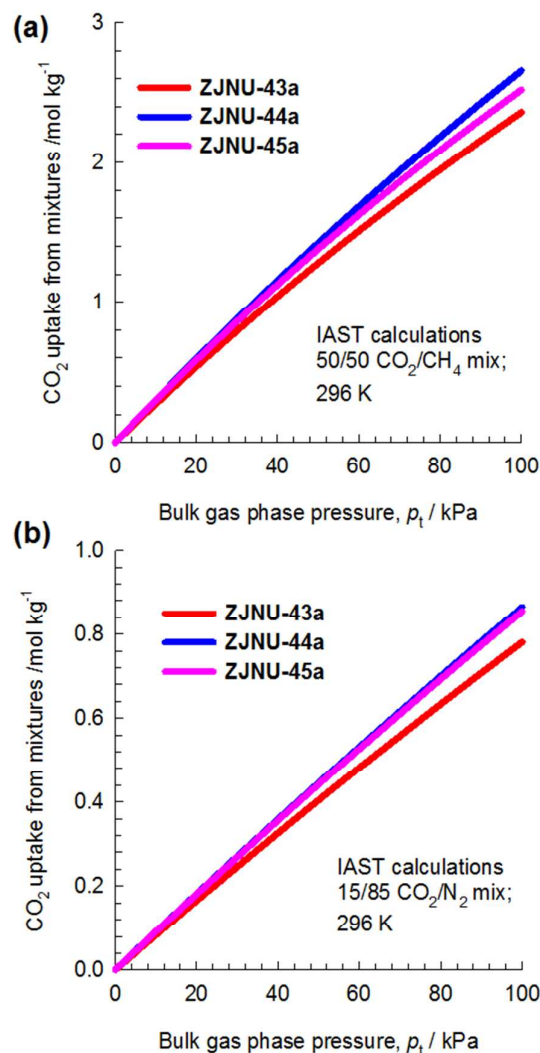 (a)
3
2
1
0
CO₂ uptake from mixtures /mol kg⁻¹
ZJNU-43a
ZJNU-44a
ZJNU-45a
IAST calculations
50/50 CO₂/CH₄ mix;
296 K
0 20 40 60 80 100
Bulk gas phase pressure, pₜ / kPa
(b)
1.0
0.8
0.6
0.4
0.2
0.0
CO₂ uptake from mixtures /mol kg⁻¹
ZJNU-43a
ZJNU-44a
ZJNU-45a
IAST calculations
15/85 CO₂/N₂ mix;
296 K
0 20 40 60 80 100
Bulk gas phase pressure, pₜ / kPa